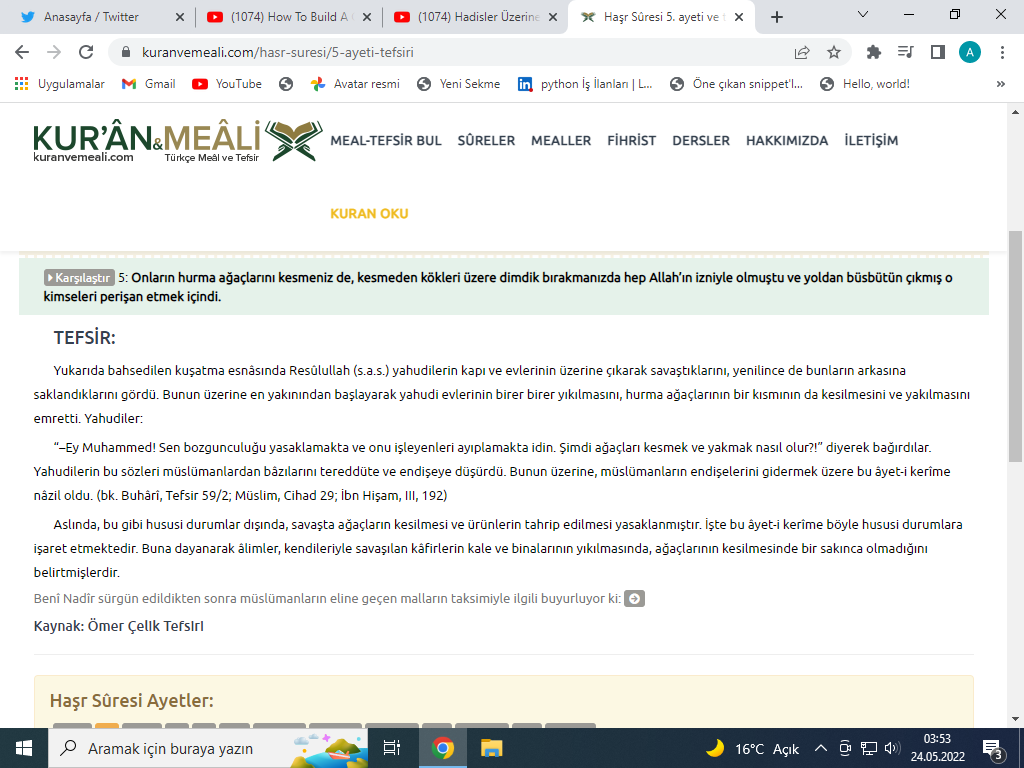 Anasayfa / Twitter
(1074) How To Build A
(1074) Hadisler Üzerine
Haşr Sûresi 5. ayeti ve t
kuranvemeali.com/hasr-suresi/5-ayeti-tefsiri
A
Uygulamalar
Gmail
YouTube
Avatar resmi
Yeni Sekme
python İş İlanları | L...
Öne çıkan snippet'l...
Hello, world!
»
KUR'ÂN&MEÂLİ
kuranvemeali.com Türkçe Meâl ve Tefsir
MEAL-TEFSİR BUL SÛRELER MEALLER FİHRİST DERSLER HAKKIMIZDA İLETİŞİM
KURAN OKU
Karşılaştır 5: Onların hurma ağaçlarını kesmeniz de, kesmeden kökleri üzere dimdik bırakmanızda hep Allah’ın izniyle olmuştu ve yoldan büsbütün çıkmış o
kimseleri perişan etmek içindi.
TEFSİR:
Yukarıda bahsedilen kuşatma esnâsında Resûlullah (s.a.s.) yahudilerin kapı ve evlerinin üzerine çıkarak savaştıklarını, yenilince de bunların arkasına
saklandıklarını gördü. Bunun üzerine en yakınından başlayarak yahudi evlerinin birer birer yıkılmasını, hurma ağaçlarının bir kısmının da kesilmesini ve yakılmasını
emretti. Yahudiler:
“–Ey Muhammed! Sen bozgunculuğu yasaklamakta ve onu işleyenleri ayıplamakta idin. Şimdi ağaçları kesmek ve yakmak nasıl olur?!” diyerek bağırdılar.
Yahudilerin bu sözleri müslümanlardan bâzılarını tereddüte ve endişeye düşürdü. Bunun üzerine, müslümanların endişelerini gidermek üzere bu âyet-i kerîme
nâzil oldu. (bk. Buhârî, Tefsir 59/2; Müslim, Cihad 29; İbn Hişam, III, 192)
Aslında, bu gibi hususi durumlar dışında, savaşta ağaçların kesilmesi ve ürünlerin tahrip edilmesi yasaklanmıştır. İşte bu âyet-i kerîme böyle hususi durumlara
işaret etmektedir. Buna dayanarak âlimler, kendileriyle savaşılan kâfirlerin kale ve binalarının yıkılmasında, ağaçlarının kesilmesinde bir sakınca olmadığını
belirtmişlerdir.
Benî Nadîr sürgün edildikten sonra müslümanların eline geçen malların taksimiyle ilgili buyurluyor ki:
Kaynak: Ömer Çelik Tefsiri
Haşr Sûresi Ayetler:
Aramak için buraya yazın
16°C Açık
03:53
24.05.2022
3